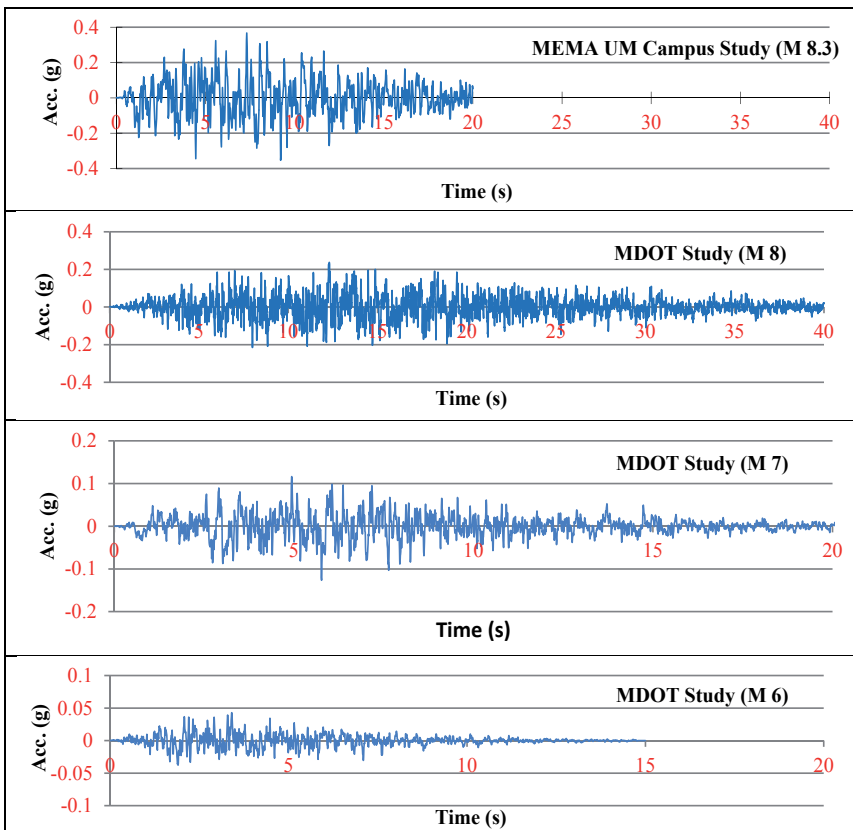 MEMA UM Campus Study (M 8.3)
Acc. (g)
0.4
0.2
0
-0.2
-0.4
0 5 10 15 20 25 30 35 40
Time (s)
MDOT Study (M 8)
Acc. (g)
0.4
0.2
0
-0.2
-0.4
0 5 10 15 20 25 30 35 40
Time (s)
MDOT Study (M 7)
Acc. (g)
0.2
0.1
0
-0.1
-0.2
0 5 10 15 20
Time (s)
MDOT Study (M 6)
Acc. (g)
0.1
0.05
0
-0.05
-0.1
0 5 10 15 20
Time (s)